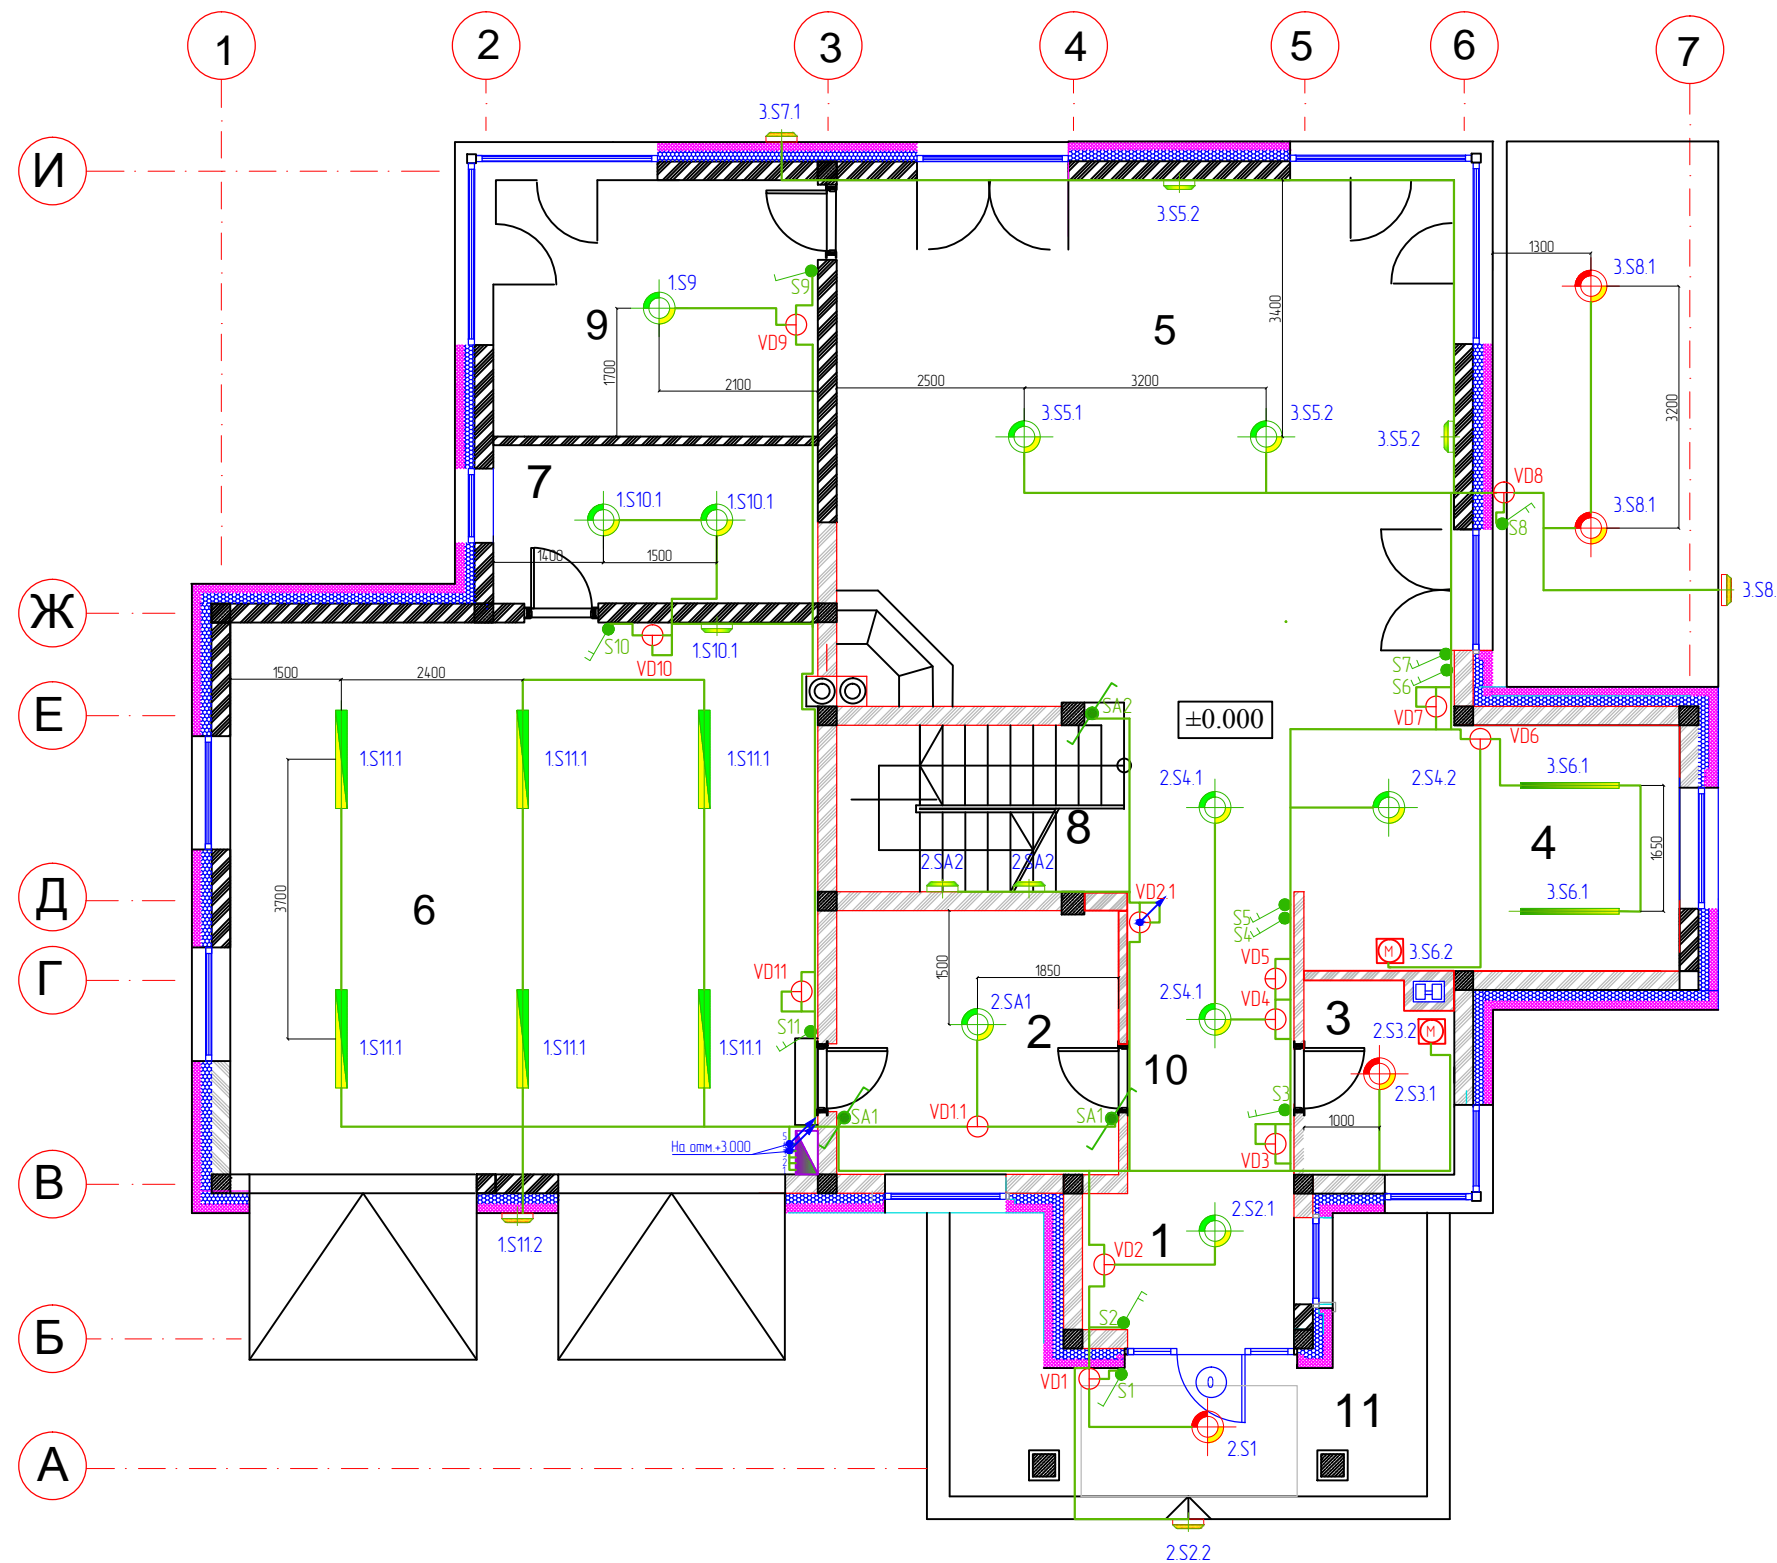 1 2 3 4 5 6 7
И
3.S7.1
3.S5.2
1300
3.S8.1
1.S9
S9
9
VD9
5
3400
1700
2100
2500
3200
3200
3.S5.1
3.S5.2
3.S5.2
7
1.S10.1
1.S10.1
VD8
S8
3.S8.1
1400
1500
3.S8.
Ж
S10
VD10
1.S10.1
S7
S6
1500
2400
Е
SA2
±0.000
VD7
VD6
1.S11.1
1.S11.1
1.S11.1
2.S4.1
2.S4.2
3.S6.1
8
4
1650
2.SA2
2.SA2
Д
3700
6
VD2.1
S5
S4
3.S6.1
Г
VD11
1500
1850
VD5
M
3.S6.2
2.SA1
2.S4.1
VD4
S11
2
3
2.S3.2
M
1.S11.1
1.S11.1
1.S11.1
10
2.S3.1
SA1
VD1.1
SA1
S3
1000
На отм.+3.000
VD3
В
1.S11.2
2.S2.1
1
VD2
Б
S2
VD1
S1
0
11
2.S1
А
2.S2.2